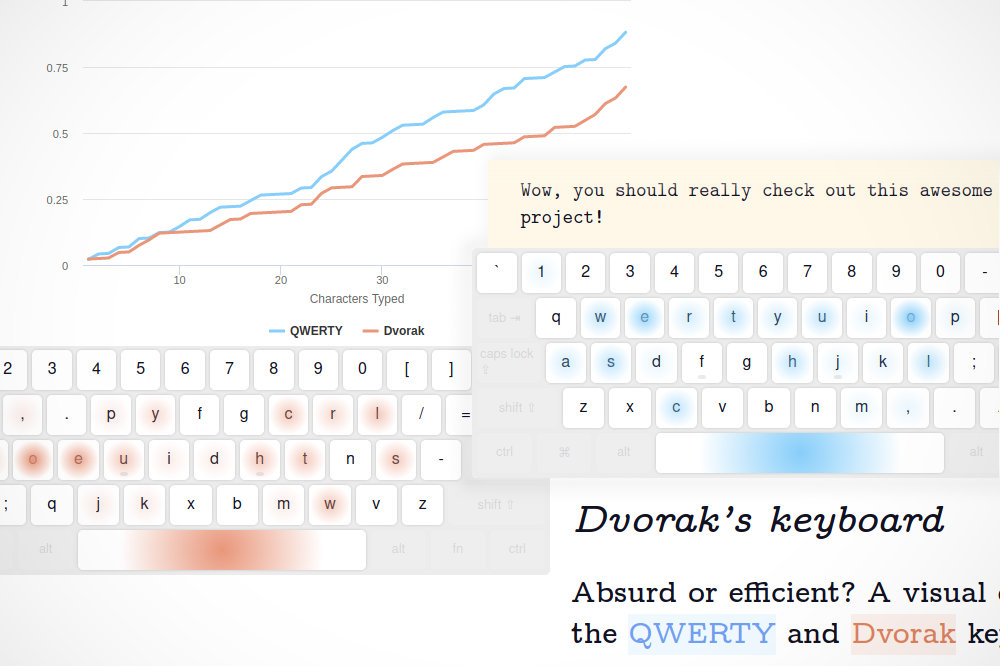 1
0.75
0.5
0.25
0
10 20 30
Characters Typed
QWERTY Dvorak
Wow, you should really check out this awesome
project!
` 1 2 3 4 5 6 7 8 9 0 -
tab ⇥ q w e r t y u i o p
caps lock ⇪ a s d f g h j k l ;
shift ⇧ z x c v b n m , .
ctrl ⌘ alt alt
2 3 4 5 6 7 8 9 0 [ ]
, . p y f g c r l / =
o e u i d h t n s -
; q j k x b m w v z shift ⇧
alt alt fn ctrl
Dvorak's keyboard
Absurd or efficient? A visual
the QWERTY and Dvorak ke